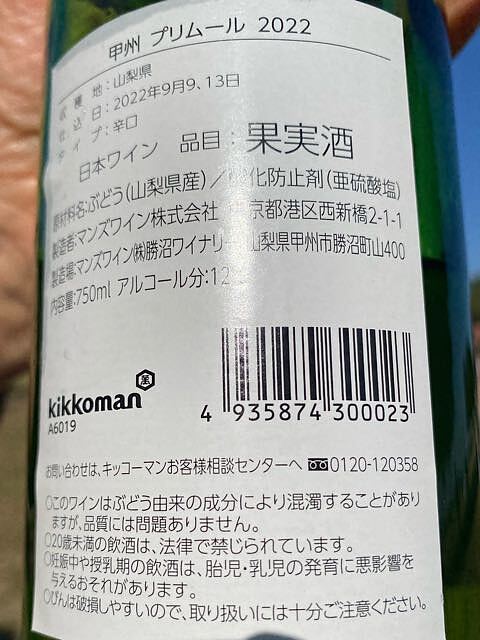 甲州 プリムール 2022
収穫地:山梨県
仕込日:2022年9月9、13日
タイプ:辛口
日本ワイン 品目:果実酒
原材料名:ぶどう(山梨県産)/酸化防止剤(亜硫酸塩)
製造者:マンズワイン株式会社 東京都港区西新橋2-1-1
製造場:マンズワイン㈱勝沼ワイナリー 山梨県甲州市勝沼町山400
内容量:750ml アルコール分:12
kikkoman
A6019
4 935874 300023
お問い合わせは、キッコーマンお客様相談センターへ 0120-120358
○このワインはぶどう由来の成分により混濁することがあり
ますが、品質には問題ありません。
○20歳未満の飲酒は、法律で禁じられています。
○妊娠中や授乳期の飲酒は、胎児・乳児の発育に悪影響を
与えるおそれがあります。
○びんは破損しやすいので、取り扱いには十分ご注意ください。